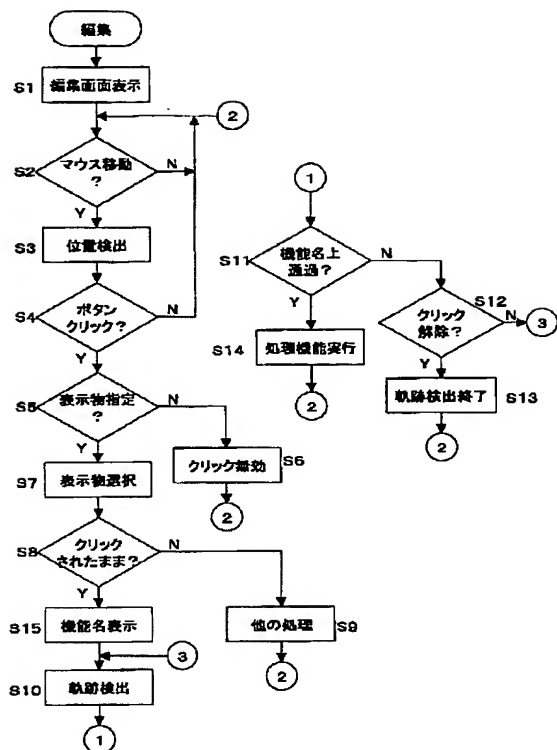 編集
S1
編集画面表示
2
S2
マウス移動
?
N
Y
S3
位置検出
S4
ボタン
クリック?
N
Y
S5
表示物指定
?
N
Y
S6
クリック無効
2
S7
表示物選択
S8
クリック
されたまま?
N
Y
S15
機能名表示
他の処理
S9
2
3
S10
軌跡検出
1
1
S11
機能名上
通過?
N
Y
S14
処理機能実行
2
S12
クリック
解除?
N
3
Y
軌跡検出終了
S13
2